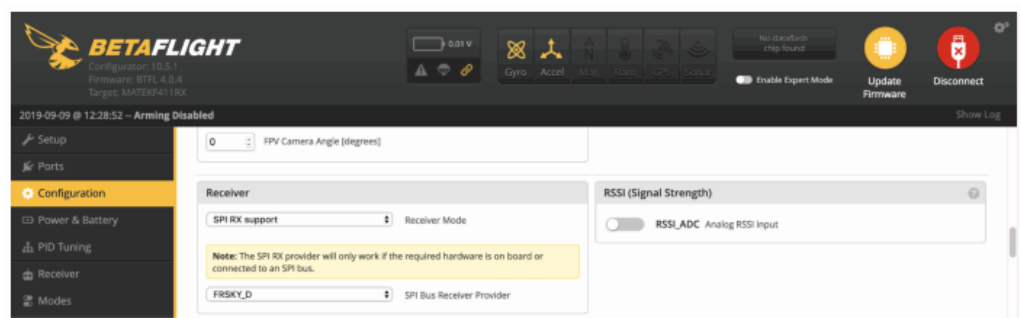 BETAFLIGHT
Configurator: 10.5.1
Firmware: BTFL 4.0.4
Target: MATEKF411RX
0.01 V
Gyro
Accel
Mag
Baro
GPS
Sonar
No dataflash
chip found
Enable Expert Mode
Update
Firmware
Disconnect
2019-09-09 @ 12:28:52 -- Arming Disabled
Show Log
Setup
Ports
Configuration
Power & Battery
PID Tuning
Receiver
Modes
0
FPV Camera Angle [degrees]
Receiver
SPI RX support
Receiver Mode
Note: The SPI RX provider will only work if the required hardware is on board or
connected to an SPI bus.
FRSKY_D
SPI Bus Receiver Provider
RSSI (Signal Strength)
RSSI_ADC Analog RSSI Input